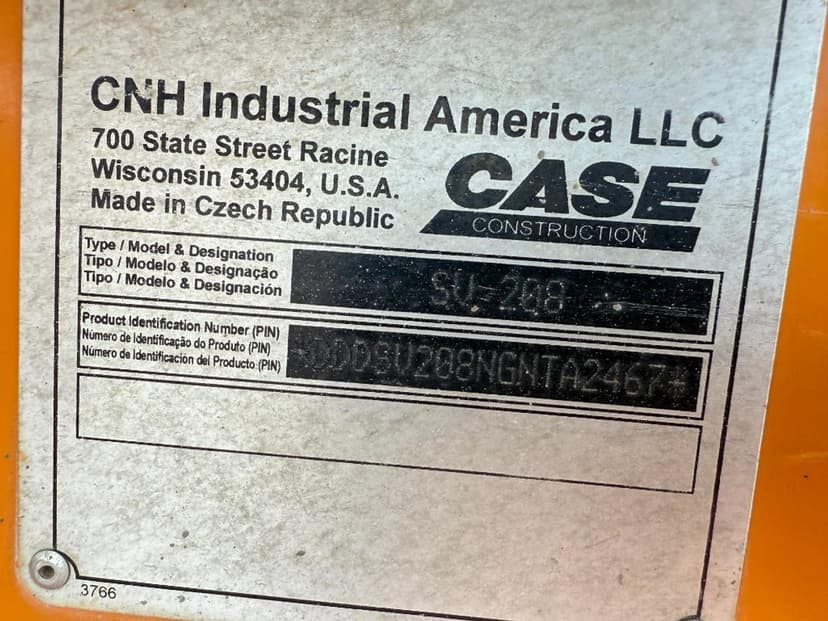 CNH Industrial America LLC
700 State Street Racine
Wisconsin 53404, U.S.A.
Made in Czech Republic
CASE
CONSTRUCTION
Type / Model & Designation
Tipo / Modelo & Designação
Tipo / Modelo & Designación
SV-208
Product Identification Number (PIN)
Número de Identificação do Produto (PIN)
Número de Identificación del Producto (PIN)
*DDDSV208NGNTA2467*
3766